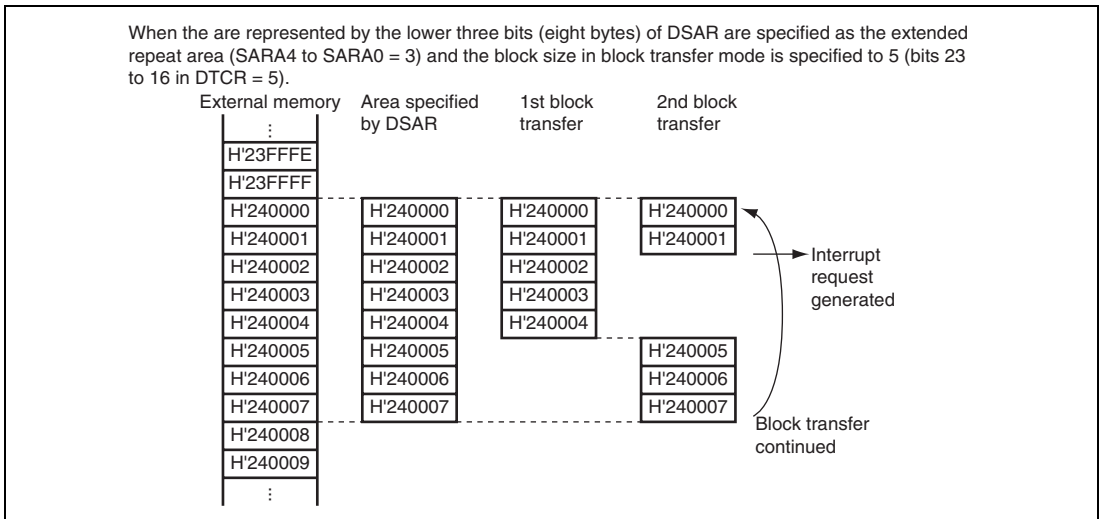 When the are represented by the lower three bits (eight bytes) of DSAR are specified as the extended
repeat area (SARA4 to SARA0 = 3) and the block size in block transfer mode is specified to 5 (bits 23
to 16 in DTCR = 5).
External memory
⋮
H'23FFFE
H'23FFFF
H'240000
H'240001
H'240002
H'240003
H'240004
H'240005
H'240006
H'240007
H'240008
H'240009
⋮
Area specified
by DSAR
H'240000
H'240001
H'240002
H'240003
H'240004
H'240005
H'240006
H'240007
1st block
transfer
H'240000
H'240001
H'240002
H'240003
H'240004
2nd block
transfer
H'240000
H'240001
H'240005
H'240006
H'240007
Interrupt
request
generated
Block transfer
continued